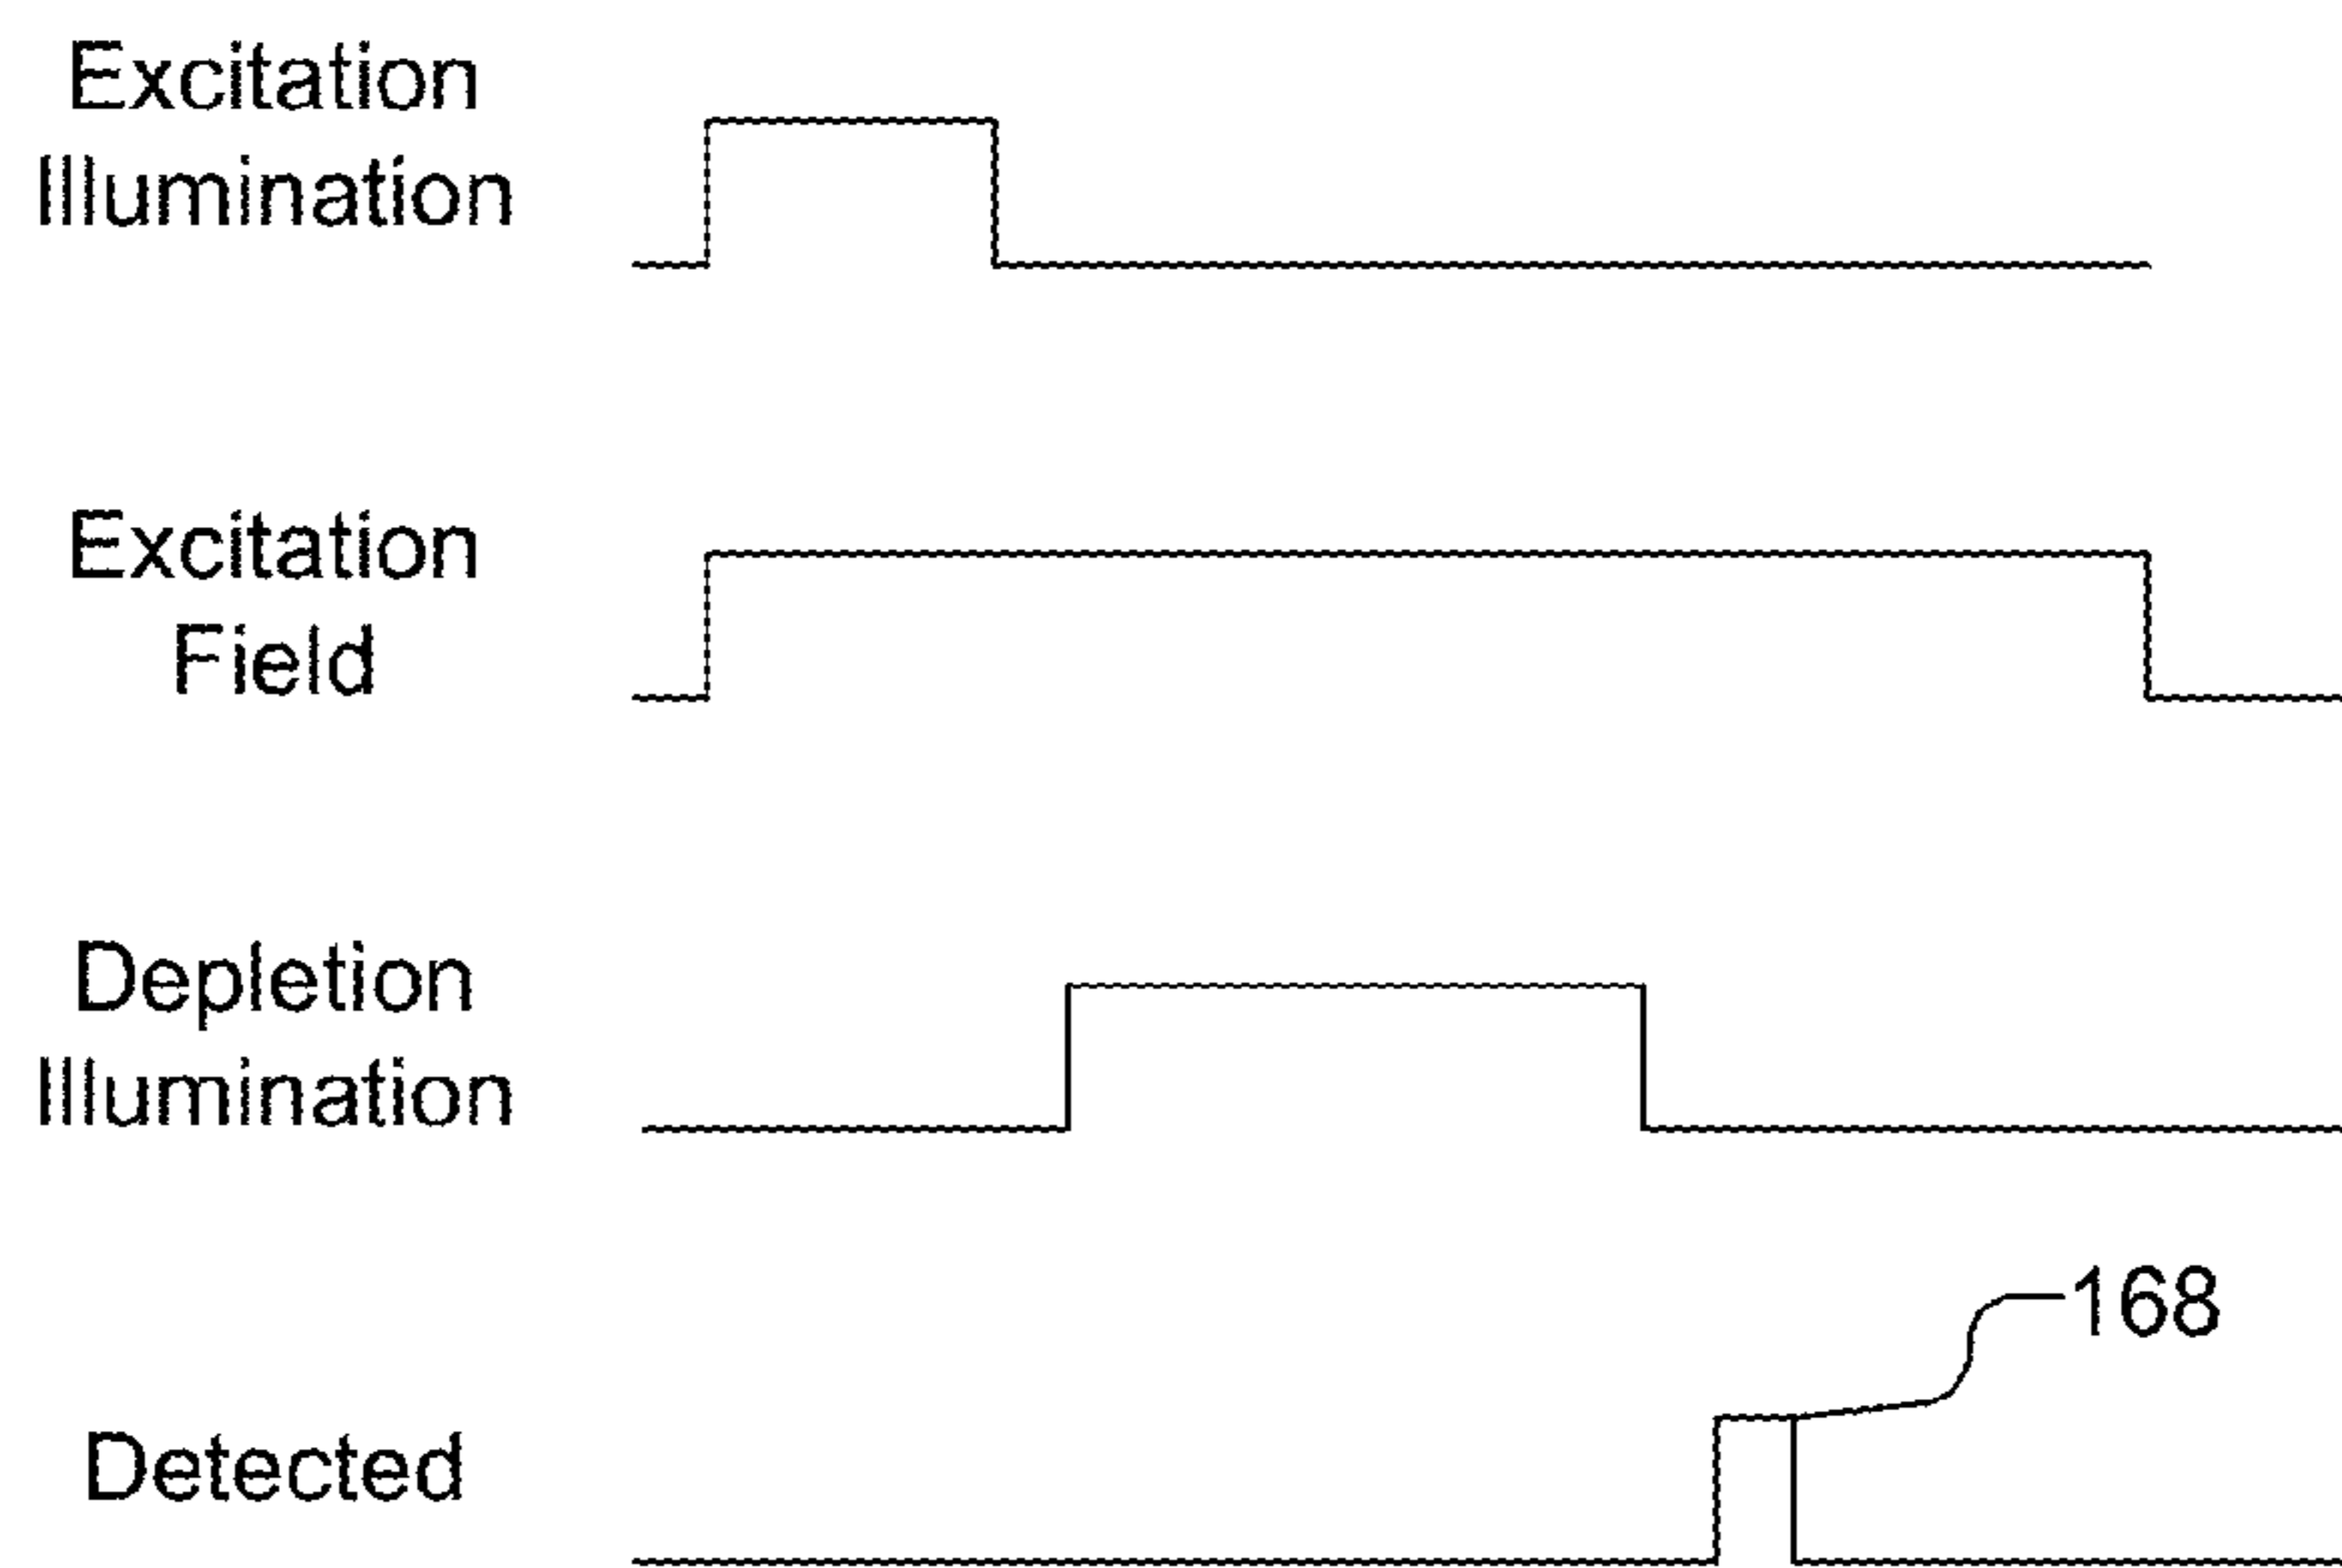 Excitation
Illumination
Excitation
Field
Depletion
Illumination
168
Detected